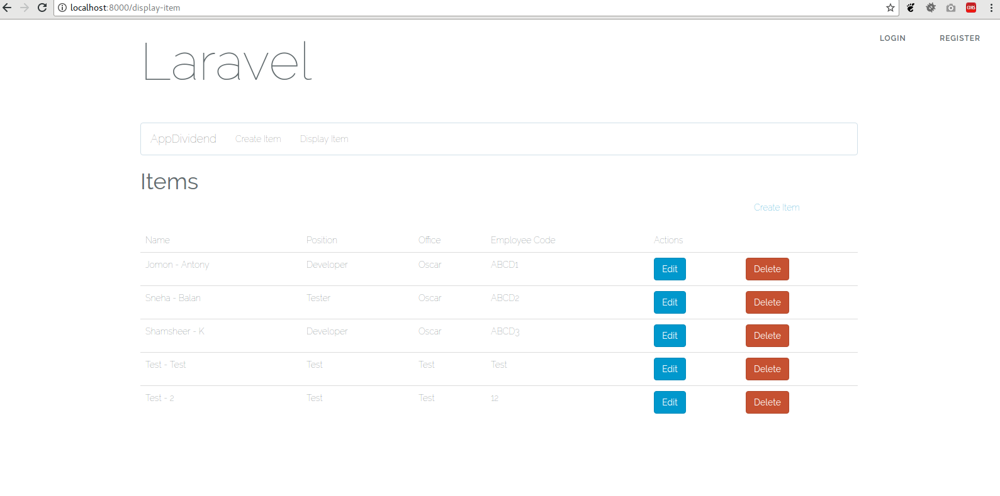 localhost:8000/display-item
CORS
LOGIN REGISTER
Laravel
AppDividend Create Item Display Item
Items
Create Item
Name Position Office Employee Code Actions
Jomon - Antony Developer Oscar ABCD1 Edit Delete
Sneha - Balan Tester Oscar ABCD2 Edit Delete
Shamsheer - K Developer Oscar ABCD3 Edit Delete
Test - Test Test Test Test Edit Delete
Test - 2 Test Test 12 Edit Delete